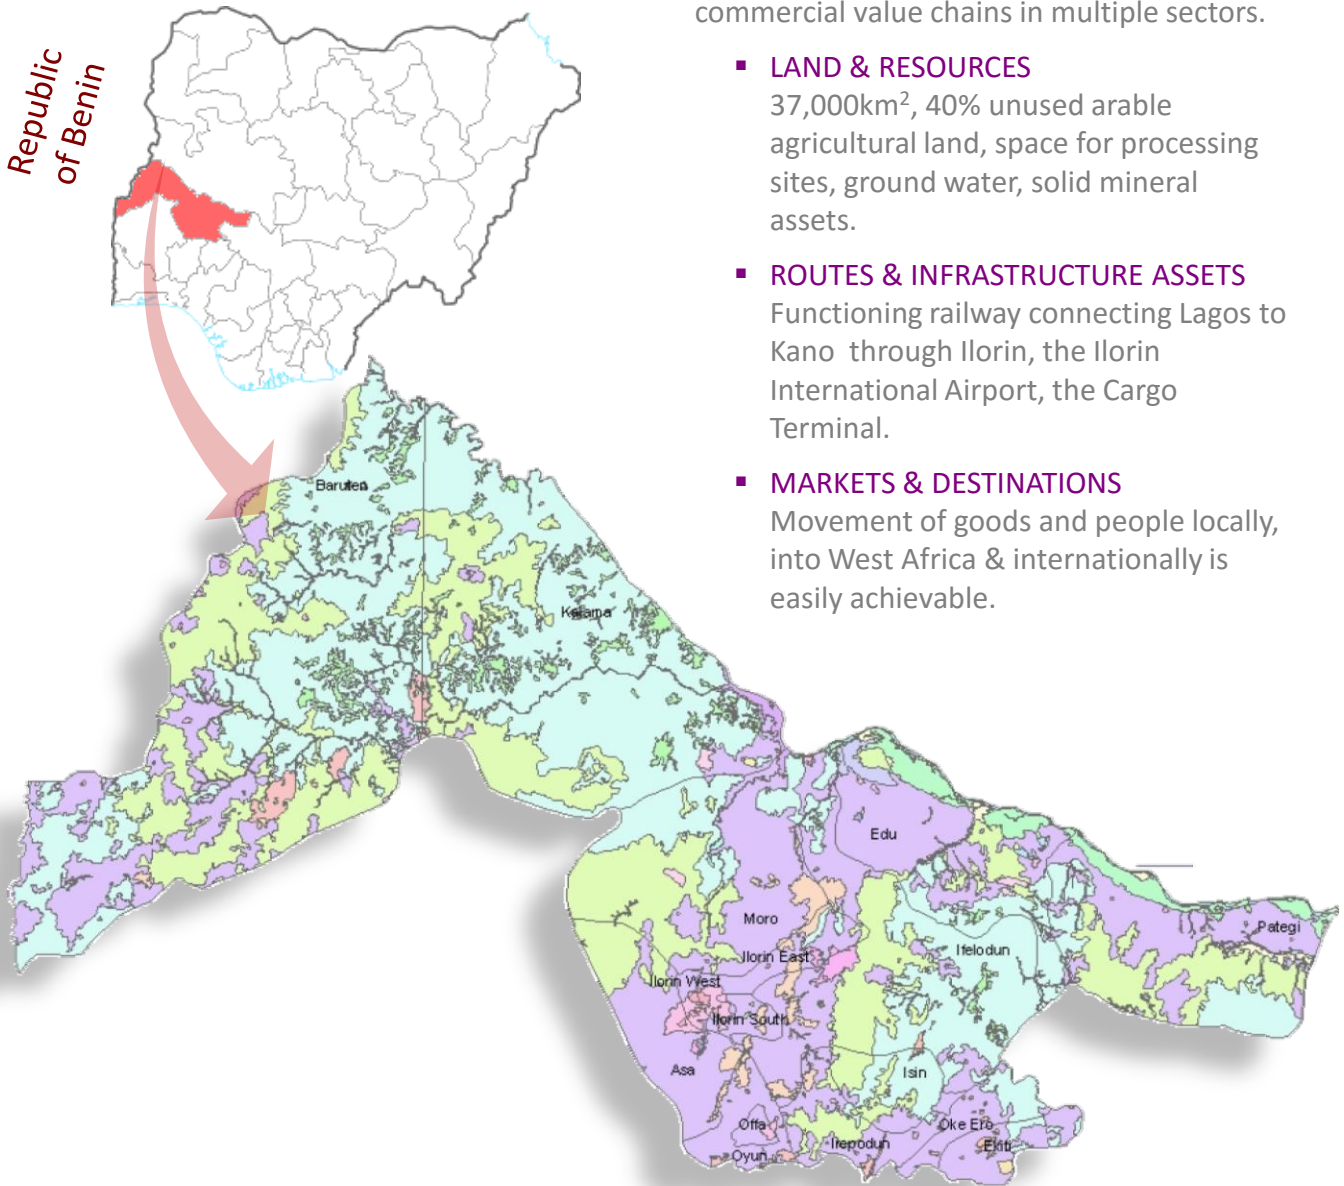 commercial value chains in multiple sectors.
Republic
of Benin
▪ LAND & RESOURCES
37,000km², 40% unused arable
agricultural land, space for processing
sites, ground water, solid mineral
assets.
▪ ROUTES & INFRASTRUCTURE ASSETS
Functioning railway connecting Lagos to
Kano through Ilorin, the Ilorin
International Airport, the Cargo
Terminal.
▪ MARKETS & DESTINATIONS
Movement of goods and people locally,
into West Africa & internationally is
easily achievable.
Baruten
Kaiama
Edu
Moro
Pategi
Ilorin East
Ifelodun
Ilorin West
Ilorin South
Asa
Isin
Offa
Oke Ero
Irepodun
Ekiti
Oyun